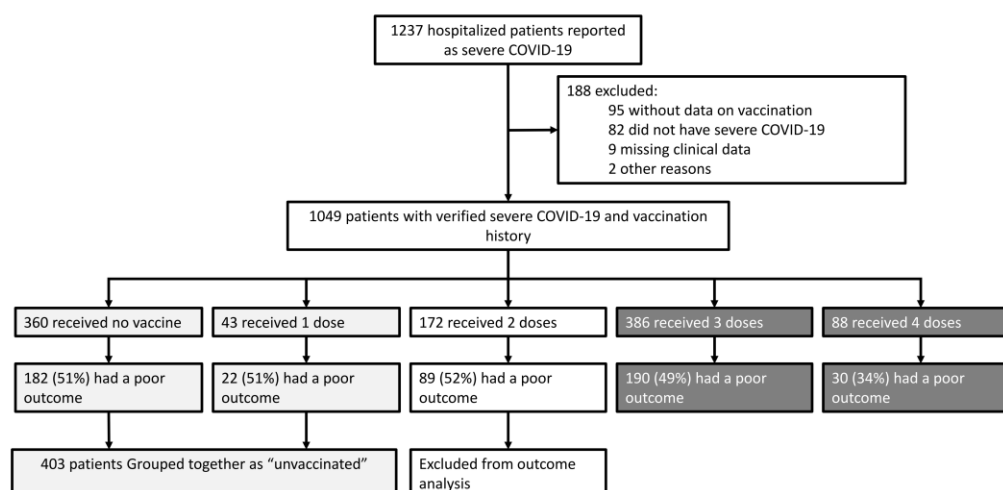 1237 hospitalized patients reported
as severe COVID-19
188 excluded:
95 without data on vaccination
82 did not have severe COVID-19
9 missing clinical data
2 other reasons
1049 patients with verified severe COVID-19 and vaccination
history
360 received no vaccine
43 received 1 dose
172 received 2 doses
386 received 3 doses
88 received 4 doses
182 (51%) had a poor
outcome
22 (51%) had a poor
outcome
89 (52%) had a poor
outcome
190 (49%) had a poor
outcome
30 (34%) had a poor
outcome
403 patients Grouped together as “unvaccinated”
Excluded from outcome
analysis